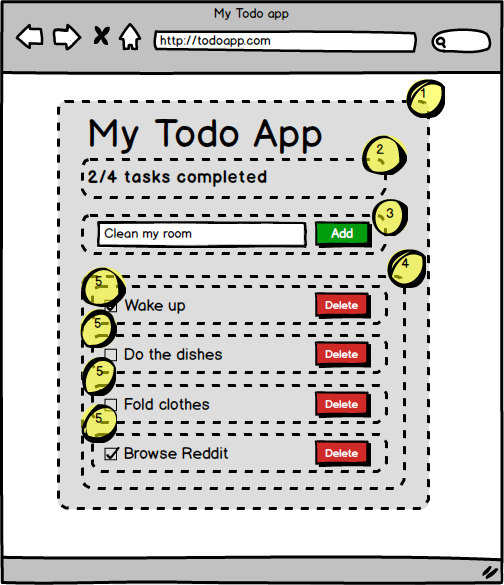 My Todo app
http://todoapp.com
1
My Todo App
2
2/4 tasks completed
3
Clean my room Add
4
5
Wake up Delete
5
Do the dishes Delete
5
Fold clothes Delete
5
Browse Reddit Delete